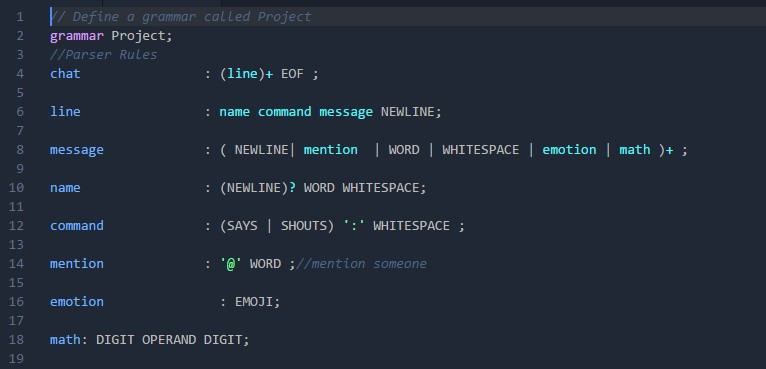 1 // Define a grammar called Project
2 grammar Project;
3 //Parser Rules
4 chat : (line)+ EOF ;
5
6 line : name command message NEWLINE;
7
8 message : ( NEWLINE| mention | WORD | WHITESPACE | emotion | math )+ ;
9
10 name : (NEWLINE)? WORD WHITESPACE;
11
12 command : (SAYS | SHOUTS) ':' WHITESPACE ;
13
14 mention : '@' WORD ;//mention someone
15
16 emotion : EMOJI;
17
18 math: DIGIT OPERAND DIGIT;
19